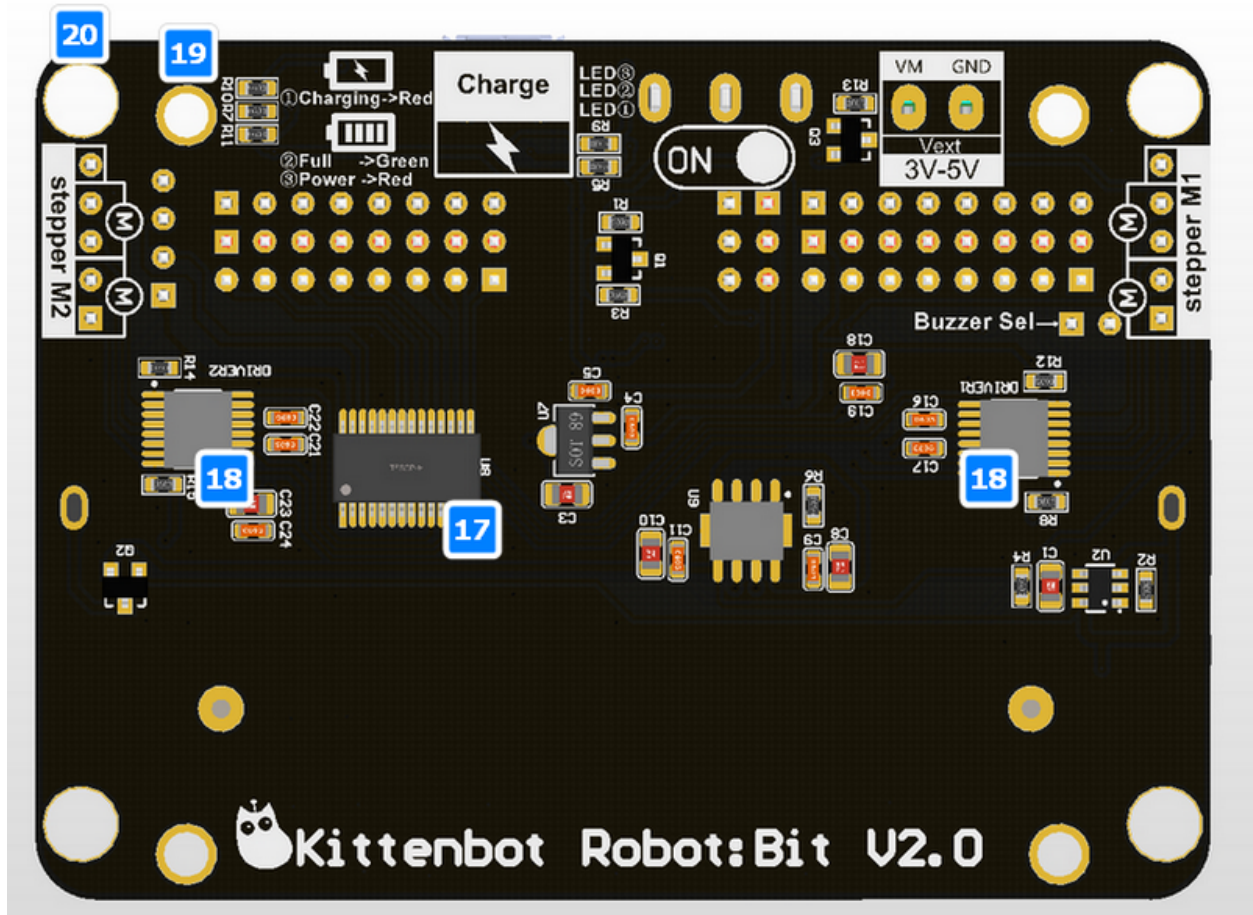 20
19
R10
R7
R11
①Charging->Red
②Full ->Green
③Power ->Red
Charge
LED③
LED②
LED①
R9
R5
ON
R13
Q3
VM GND
Vext
3V-5V
stepper M2
M
M
R1
Q1
R3
stepper M1
M
M
Buzzer Sel→
R14
DRIVER2
C22
C21
18
R15
C23
C24
Q2
U8
17
C5
U7
SOT 89
C4
C3
C18
C19
C16
C17
DRIVER1
R12
18
R8
U9
R6
C10
C11
C9
C8
R4
C1
U2
R2
Kittenbot Robot:Bit V2.0